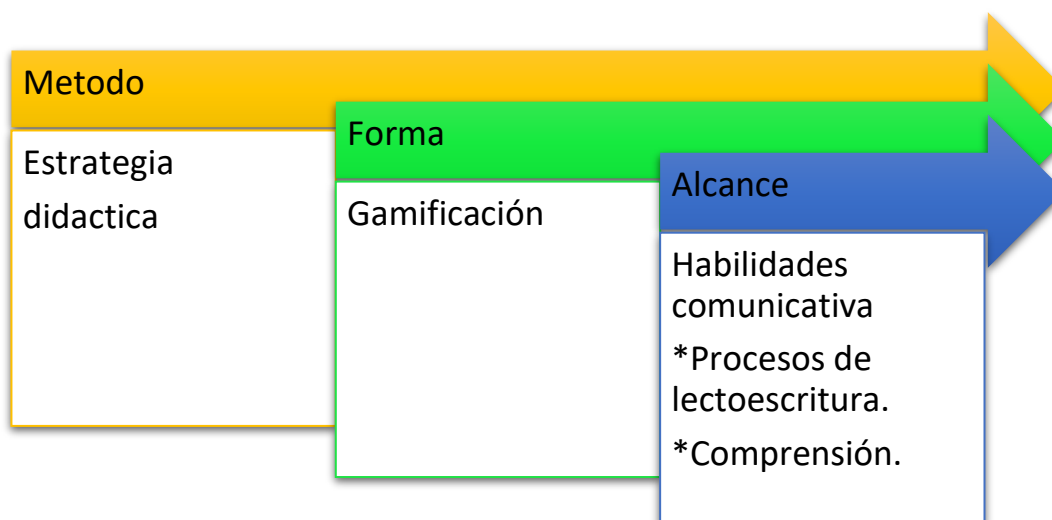 Metodo
Estrategia
didactica
Forma
Gamificación
Alcance
Habilidades
comunicativa
*Procesos de
lectoescritura.
*Comprensión.